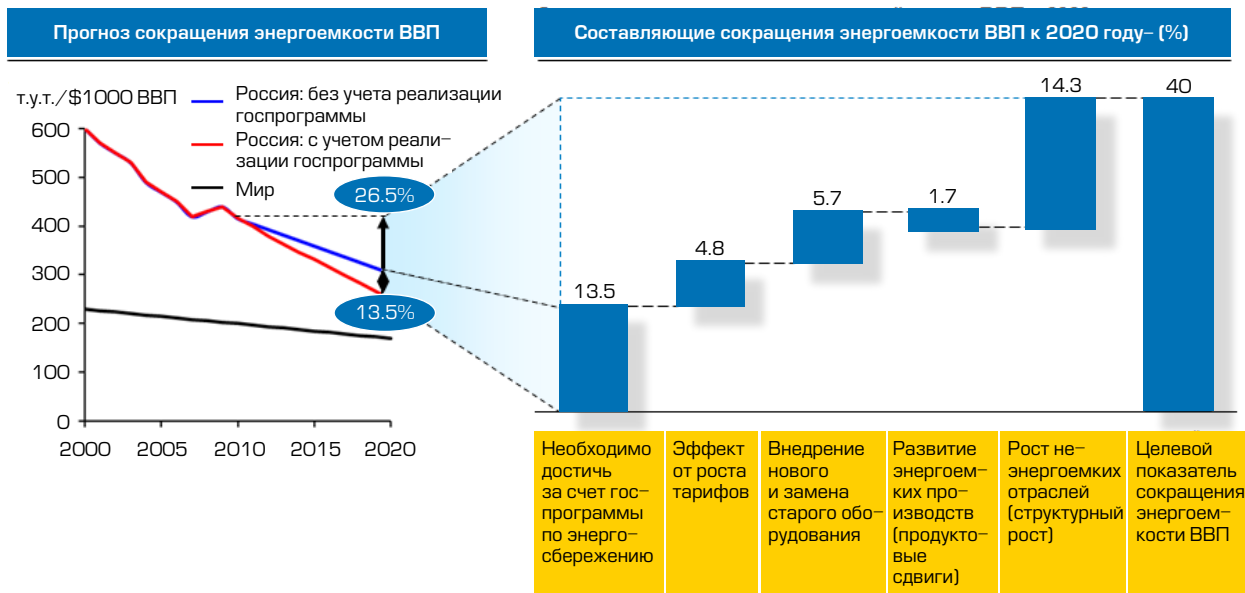 Прогноз сокращения энергоемкости ВВП
т.у.т./$1000 ВВП
Россия: без учета реализации
госпрограммы
Россия: с учетом реали–
зации госпрограммы
Мир
600
500
400
300
200
100
0
2000
2005
2010
2015
2020
26.5%
13.5%
Составляющие сокращения энергоемкости ВВП к 2020 году– (%)
13.5
4.8
5.7
1.7
14.3
40
Необходимо
достичь
за счет гос–
программы
по энерго–
сбережению
Эффект
от роста
тарифов
Внедрение
нового
и замена
старого обо–
рудования
Развитие
энергоем–
ких про–
изводств
(продукто–
вые
сдвиги)
Рост не–
энергоемких
отраслей
(структурный
рост)
Целевой
показатель
сокращения
энергоем–
кости ВВП